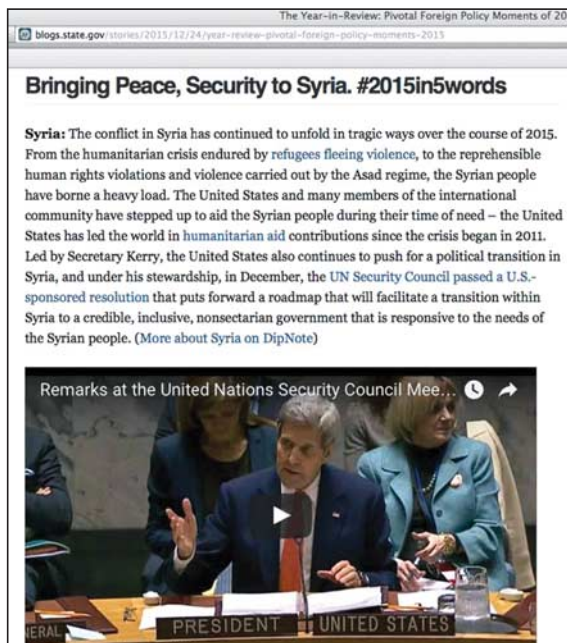 The Year-in-Review: Pivotal Foreign Policy Moments of 20
blogs.state.gov/stories/2015/12/24/year-review-pivotal-foreign-policy-moments-2015
Bringing Peace, Security to Syria. #2015in5words
Syria: The conflict in Syria has continued to unfold in tragic ways over the course of 2015.
From the humanitarian crisis endured by refugees fleeing violence, to the reprehensible
human rights violations and violence carried out by the Asad regime, the Syrian people
have borne a heavy load. The United States and many members of the international
community have stepped up to aid the Syrian people during their time of need – the United
States has led the world in humanitarian aid contributions since the crisis began in 2011.
Led by Secretary Kerry, the United States also continues to push for a political transition in
Syria, and under his stewardship, in December, the UN Security Council passed a U.S.-
sponsored resolution that puts forward a roadmap that will facilitate a transition within
Syria to a credible, inclusive, nonsectarian government that is responsive to the needs of
the Syrian people. (More about Syria on DipNote)
Remarks at the United Nations Security Council Mee...
NERAL
PRESIDENT
UNITED STATES